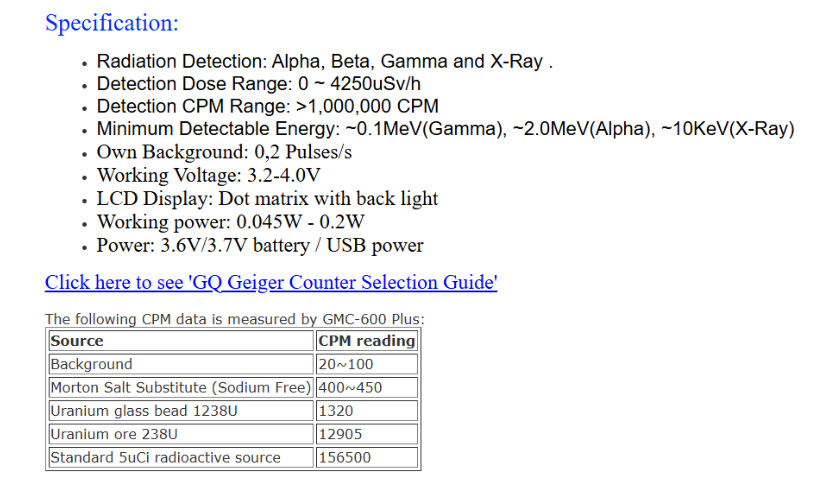 Specification:
• Radiation Detection: Alpha, Beta, Gamma and X-Ray .
• Detection Dose Range: 0 ~ 4250uSv/h
• Detection CPM Range: >1,000,000 CPM
• Minimum Detectable Energy: ~0.1MeV(Gamma), ~2.0MeV(Alpha), ~10KeV(X-Ray)
• Own Background: 0,2 Pulses/s
• Working Voltage: 3.2-4.0V
• LCD Display: Dot matrix with back light
• Working power: 0.045W - 0.2W
• Power: 3.6V/3.7V battery / USB power
Click here to see 'GQ Geiger Counter Selection Guide'
The following CPM data is measured by GMC-600 Plus:
Source CPM reading
Background 20~100
Morton Salt Substitute (Sodium Free) 400~450
Uranium glass bead 1238U 1320
Uranium ore 238U 12905
Standard 5uCi radioactive source 156500